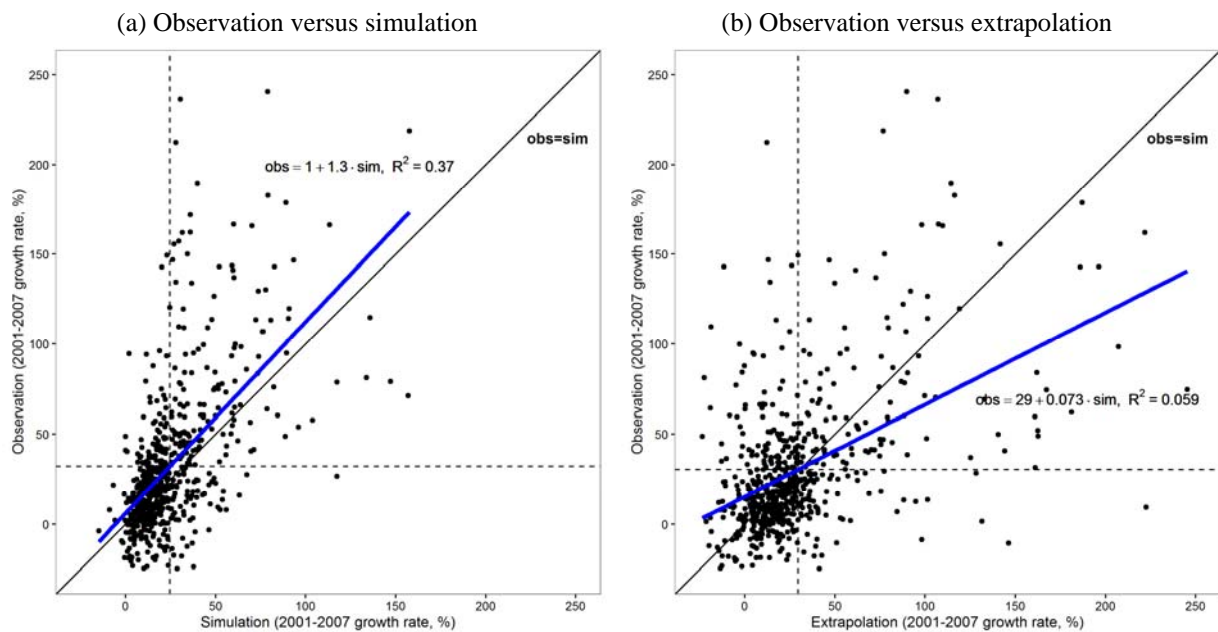 (a) Observation versus simulation
250
200
150
100
50
0
Observation (2001-2007 growth rate, %)
obs=sim
obs = 1 + 1.3 · sim, R² = 0.37
0 50 100 150 200 250
Simulation (2001-2007 growth rate, %)
(b) Observation versus extrapolation
250
200
150
100
50
0
Observation (2001-2007 growth rate, %)
obs=sim
obs = 29 + 0.073 · sim, R² = 0.059
0 50 100 150 200 250
Extrapolation (2001-2007 growth rate, %)